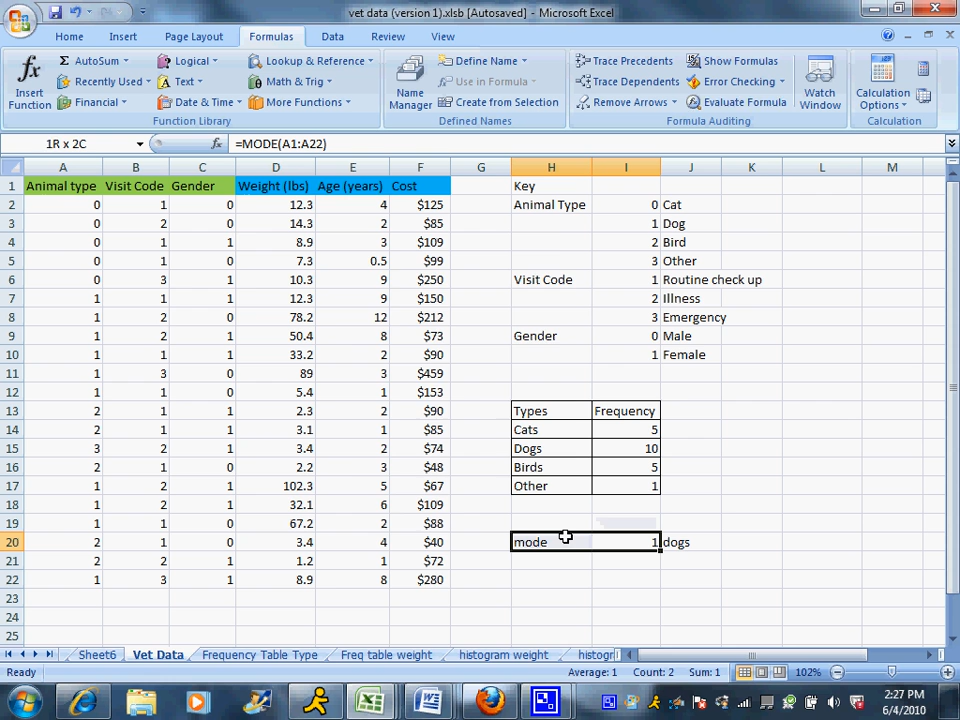 vet data (version 1).xlsb [Autosaved] - Microsoft Excel
Home Insert Page Layout Formulas Data Review View
Insert Function
Σ AutoSum
Recently Used
Financial
Logical
Text
Date & Time
Lookup & Reference
Math & Trig
More Functions
Function Library
Name Manager
Define Name
Use in Formula
Create from Selection
Defined Names
Trace Precedents
Trace Dependents
Remove Arrows
Show Formulas
Error Checking
Evaluate Formula
Formula Auditing
Watch Window
Calculation Options
Calculation
1R x 2C fx =MODE(A1:A22)
A B C D E F G H I J K L M
1 Animal type Visit Code Gender Weight (lbs) Age (years) Cost Key
2 0 1 0 12.3 4 $125 Animal Type 0 Cat
3 0 2 0 14.3 2 $85 1 Dog
4 0 1 1 8.9 3 $109 2 Bird
5 0 1 0 7.3 0.5 $99 3 Other
6 0 3 1 10.3 9 $250 Visit Code 1 Routine check up
7 1 1 1 12.3 9 $150 2 Illness
8 1 2 0 78.2 12 $212 3 Emergency
9 1 2 1 50.4 8 $73 Gender 0 Male
10 1 1 1 33.2 2 $90 1 Female
11 1 3 0 89 3 $459
12 1 1 0 5.4 1 $153
13 2 1 1 2.3 2 $90 Types Frequency
14 2 1 1 3.1 1 $85 Cats 5
15 3 2 1 3.4 2 $74 Dogs 10
16 2 1 0 2.2 3 $48 Birds 5
17 1 2 1 102.3 5 $67 Other 1
18 1 2 1 32.1 6 $109
19 1 1 0 67.2 2 $88
20 2 1 0 3.4 4 $40 mode 1 dogs
21 2 2 1 1.2 1 $72
22 1 3 1 8.9 8 $280
23
24
25
Sheet6 Vet Data Frequency Table Type Freq table weight histogram weight histogr
Ready Average: 1 Count: 2 Sum: 1 102%
2:27 PM
6/4/2010